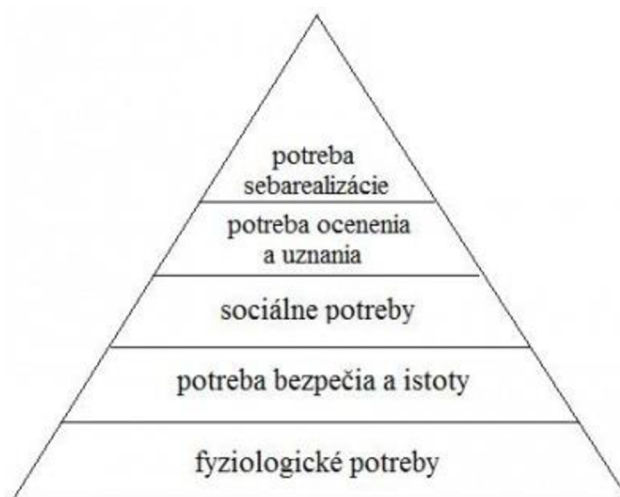 potreba
sebarealizácie
potreba ocenenia
a uznania
sociálne potreby
potreba bezpečia a istoty
fyziologické potreby